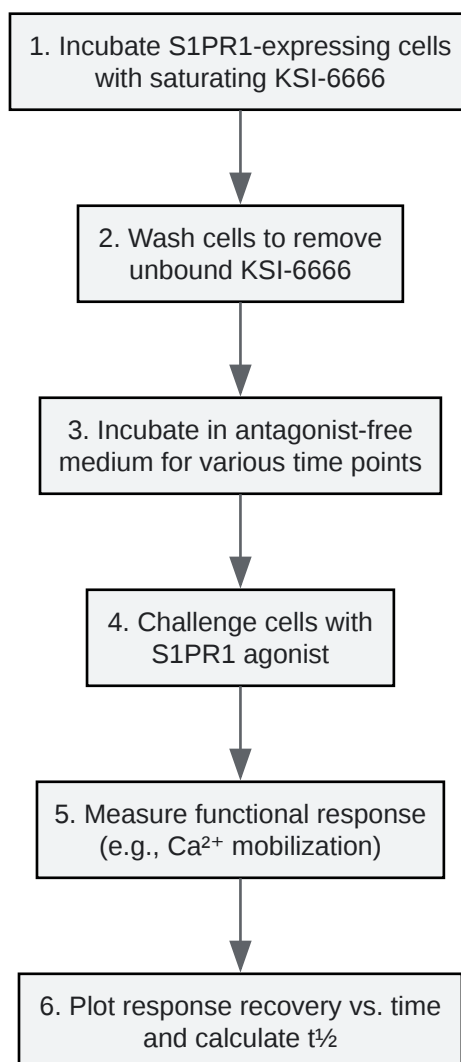 1. Incubate S1PR1-expressing cells
with saturating KSI-6666
2. Wash cells to remove
unbound KSI-6666
3. Incubate in antagonist-free
medium for various time points
4. Challenge cells with
S1PR1 agonist
5. Measure functional response
(e.g., Ca²⁺ mobilization)
6. Plot response recovery vs. time
and calculate t½